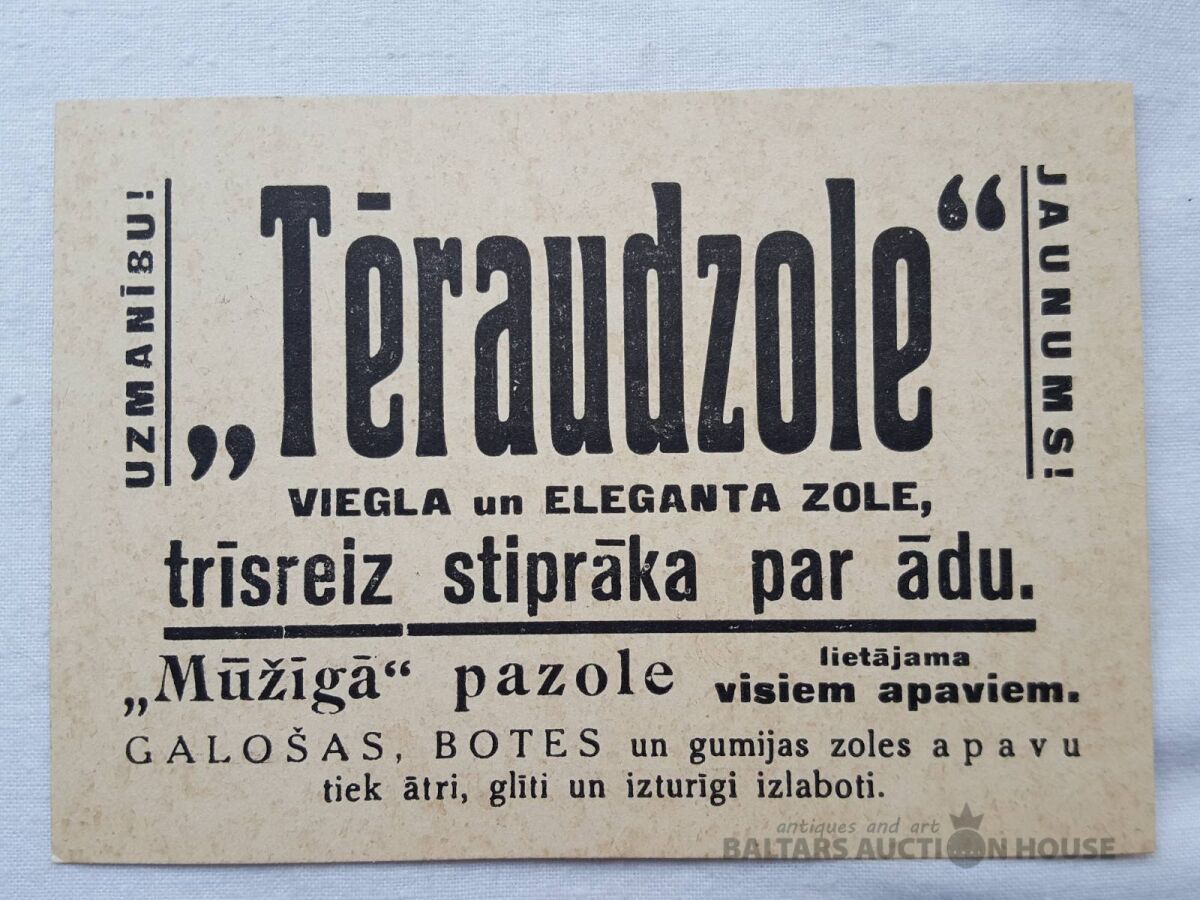 UZMANĪBU!
„Tēraudzole“
JAUNUMS!
VIEGLA un ELEGANTA ZOLE,
trīsreiz stiprāka par ādu.
„Mūžīgā“ pazole lietājama
visiem apaviem.
GALOŠAS, BOTES un gumijas zoles apavu
tiek ātri, glīti un izturīgi izlaboti.
antiques and art
BALTARS AUCTION HOUSE